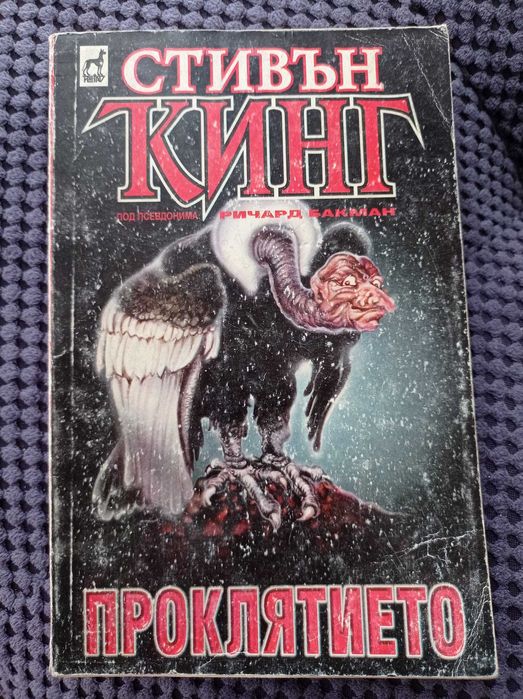 СТИВЪН
КИНГ
ПОД ПСЕВДОНИМА РИЧАРД БАКМАН
ПРОКЛЯТИЕТО